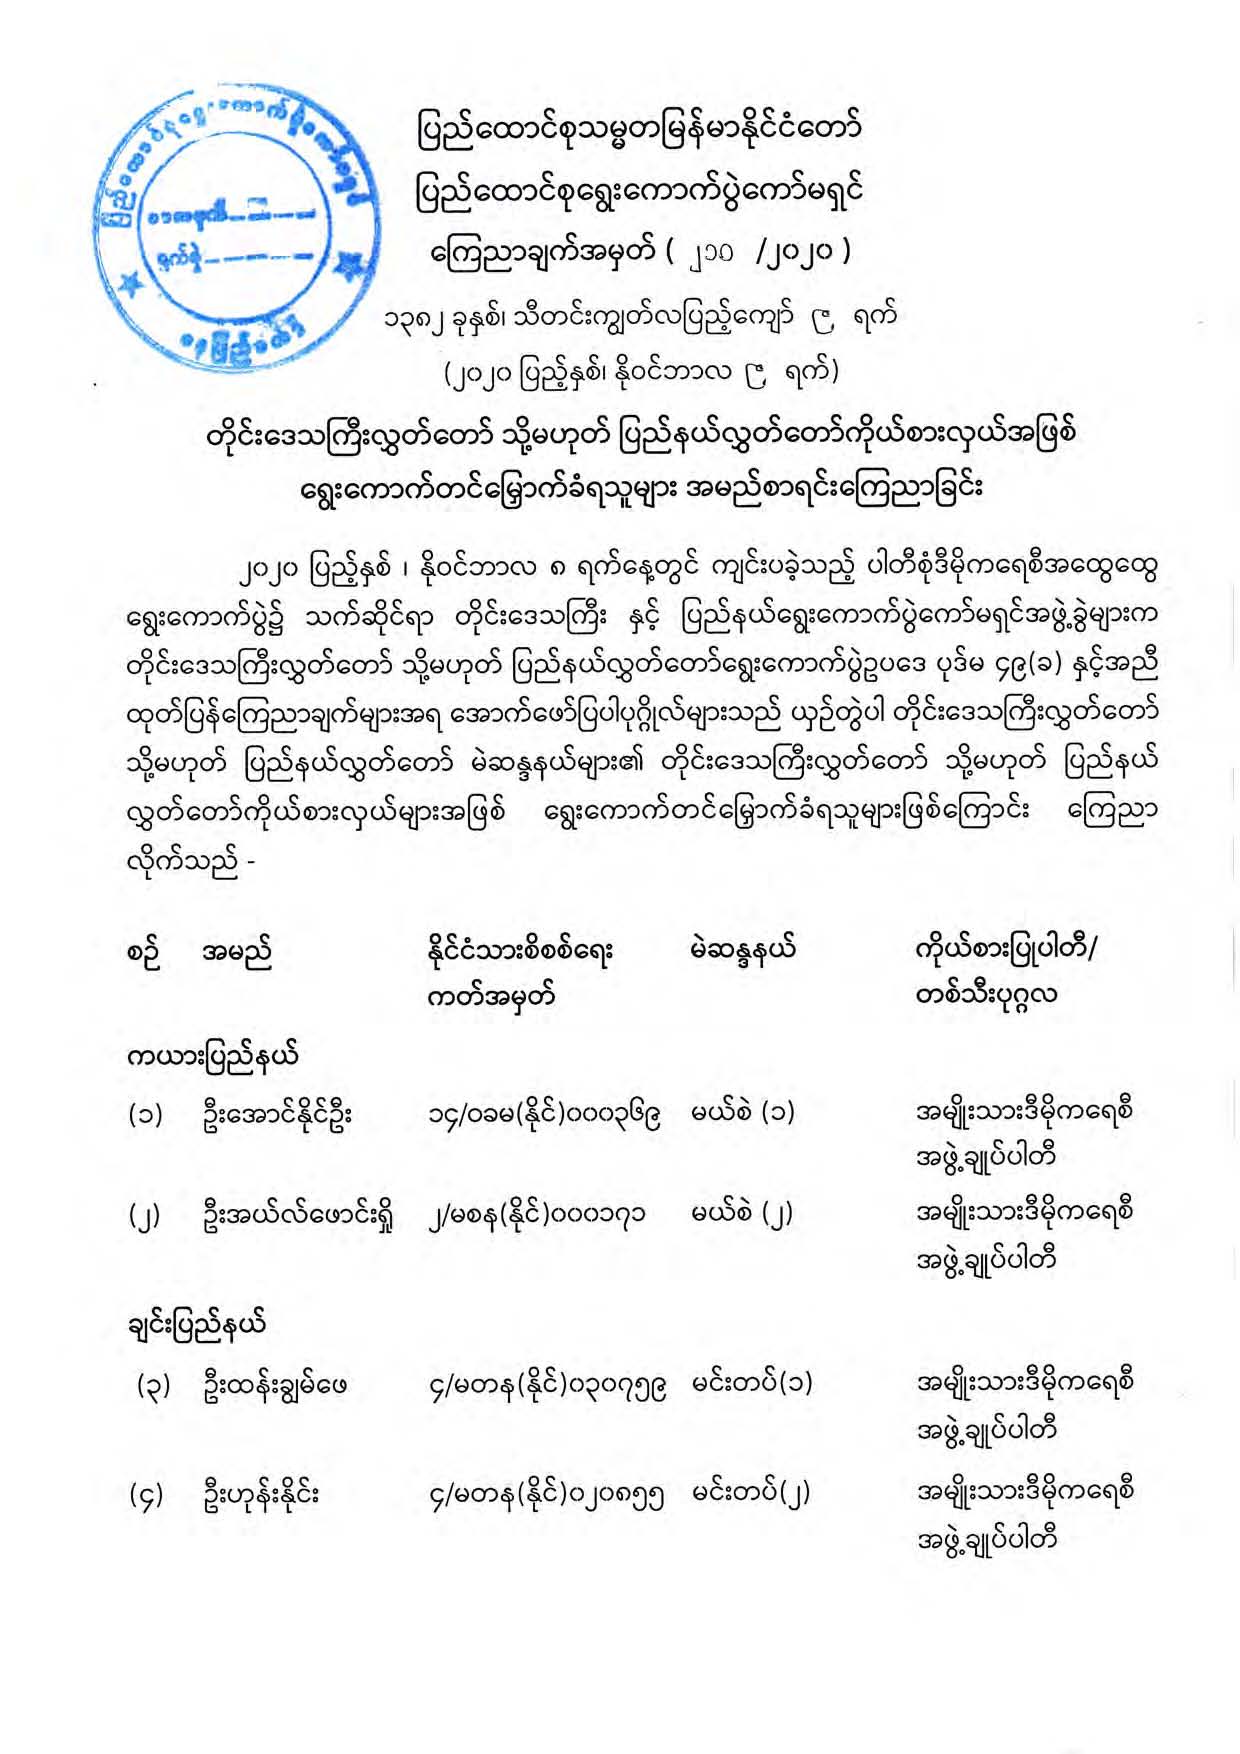 ပြည်ထောင်စုရွေးကောက်ပွဲကော်မရှင်
စာအမှတ်
ရက်စွဲ
နေပြည်တော်
ပြည်ထောင်စုသမ္မတမြန်မာနိုင်ငံတော်
ပြည်ထောင်စုရွေးကောက်ပွဲကော်မရှင်
ကြေညာချက်အမှတ် ( ၂၁၀ /၂၀၂၀ )
၁၃၈၂ ခုနှစ်၊ သီတင်းကျွတ်လပြည့်ကျော် ၉ ရက်
(၂၀၂၀ ပြည့်နှစ်၊ နိုဝင်ဘာလ ၉ ရက်)
တိုင်းဒေသကြီးလွှတ်တော် သို့မဟုတ် ပြည်နယ်လွှတ်တော်ကိုယ်စားလှယ်အဖြစ်
ရွေးကောက်တင်မြှောက်ခံရသူများ အမည်စာရင်းကြေညာခြင်း
၂၀၂၀ ပြည့်နှစ် ၊ နိုဝင်ဘာလ ၈ ရက်နေ့တွင် ကျင်းပခဲ့သည့် ပါတီစုံဒီမိုကရေစီအထွေထွေ
ရွေးကောက်ပွဲ၌ သက်ဆိုင်ရာ တိုင်းဒေသကြီး နှင့် ပြည်နယ်ရွေးကောက်ပွဲကော်မရှင်အဖွဲ့ခွဲများက
တိုင်းဒေသကြီးလွှတ်တော် သို့မဟုတ် ပြည်နယ်လွှတ်တော်ရွေးကောက်ပွဲဥပဒေ ပုဒ်မ ၄၉(ခ) နှင့်အညီ
ထုတ်ပြန်ကြေညာချက်များအရ အောက်ဖော်ပြပါပုဂ္ဂိုလ်များသည် ယှဉ်တွဲပါ တိုင်းဒေသကြီးလွှတ်တော်
သို့မဟုတ် ပြည်နယ်လွှတ်တော် မဲဆန္ဒနယ်များ၏ တိုင်းဒေသကြီးလွှတ်တော် သို့မဟုတ် ပြည်နယ်
လွှတ်တော်ကိုယ်စားလှယ်များအဖြစ် ရွေးကောက်တင်မြှောက်ခံရသူများဖြစ်ကြောင်း ကြေညာ
လိုက်သည် -
စဉ် အမည် နိုင်ငံသားစိစစ်ရေး မဲဆန္ဒနယ် ကိုယ်စားပြုပါတီ/
ကတ်အမှတ် တစ်သီးပုဂ္ဂလ
ကယားပြည်နယ်
(၁) ဦးအောင်နိုင်ဦး ၁၄/ဝခမ(နိုင်)၀၀၀၃၆၉ မယ်စဲ (၁) အမျိုးသားဒီမိုကရေစီ
အဖွဲ့ချုပ်ပါတီ
(၂) ဦးအယ်လ်ဖောင်းရှို ၂/မစန(နိုင်)၀၀၀၁၇၁ မယ်စဲ (၂) အမျိုးသားဒီမိုကရေစီ
အဖွဲ့ချုပ်ပါတီ
ချင်းပြည်နယ်
(၃) ဦးထန်းချွမ်ဖေ ၄/မတန(နိုင်)၀၃၀၇၅၉ မင်းတပ်(၁) အမျိုးသားဒီမိုကရေစီ
အဖွဲ့ချုပ်ပါတီ
(၄) ဦးဟုန်းနိုင်း ၄/မတန(နိုင်)၀၂၀၈၅၅ မင်းတပ်(၂) အမျိုးသားဒီမိုကရေစီ
အဖွဲ့ချုပ်ပါတီ